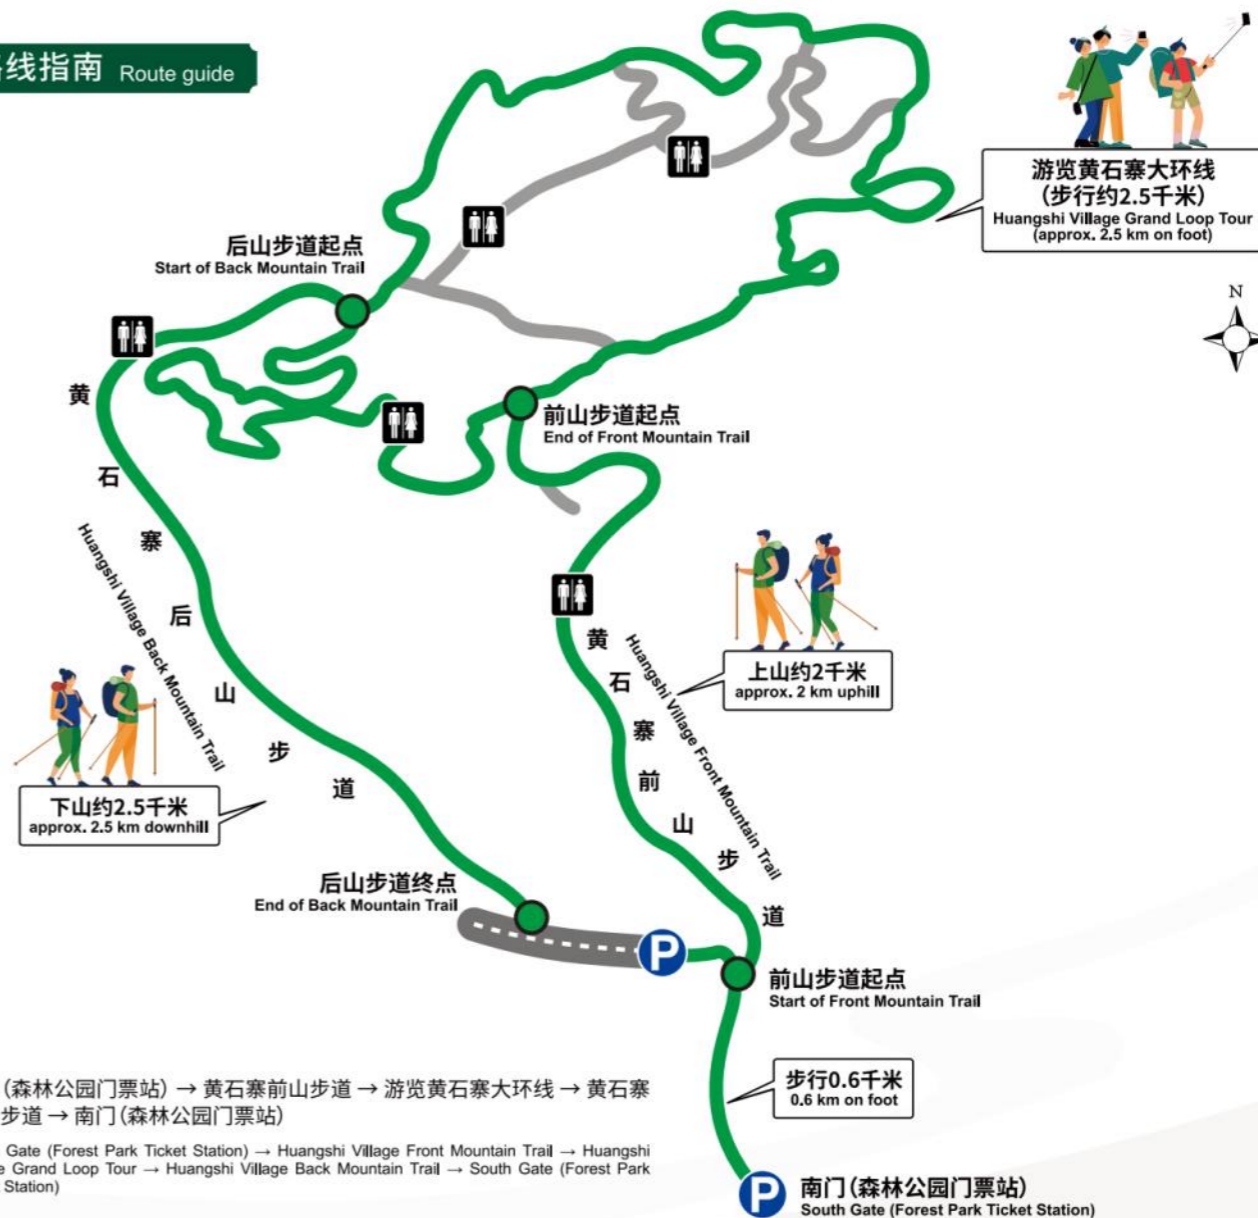 线指南 Route guide
游览黄石寨大环线
(步行约2.5千米)
Huangshi Village Grand Loop Tour
(approx. 2.5 km on foot)
N
后山步道起点
Start of Back Mountain Trail
前山步道起点
End of Front Mountain Trail
黄石寨后山步道
Huangshi Village Back Mountain Trail
黄石寨前山步道
Huangshi Village Front Mountain Trail
上山约2千米
approx. 2 km uphill
下山约2.5千米
approx. 2.5 km downhill
后山步道终点
End of Back Mountain Trail
P
前山步道起点
Start of Front Mountain Trail
步行0.6千米
0.6 km on foot
(森林公园门票站) → 黄石寨前山步道 → 游览黄石寨大环线 → 黄石寨
步道 → 南门(森林公园门票站)
Gate (Forest Park Ticket Station) → Huangshi Village Front Mountain Trail → Huangshi
Grand Loop Tour → Huangshi Village Back Mountain Trail → South Gate (Forest Park
Station)
P
南门(森林公园门票站)
South Gate (Forest Park Ticket Station)